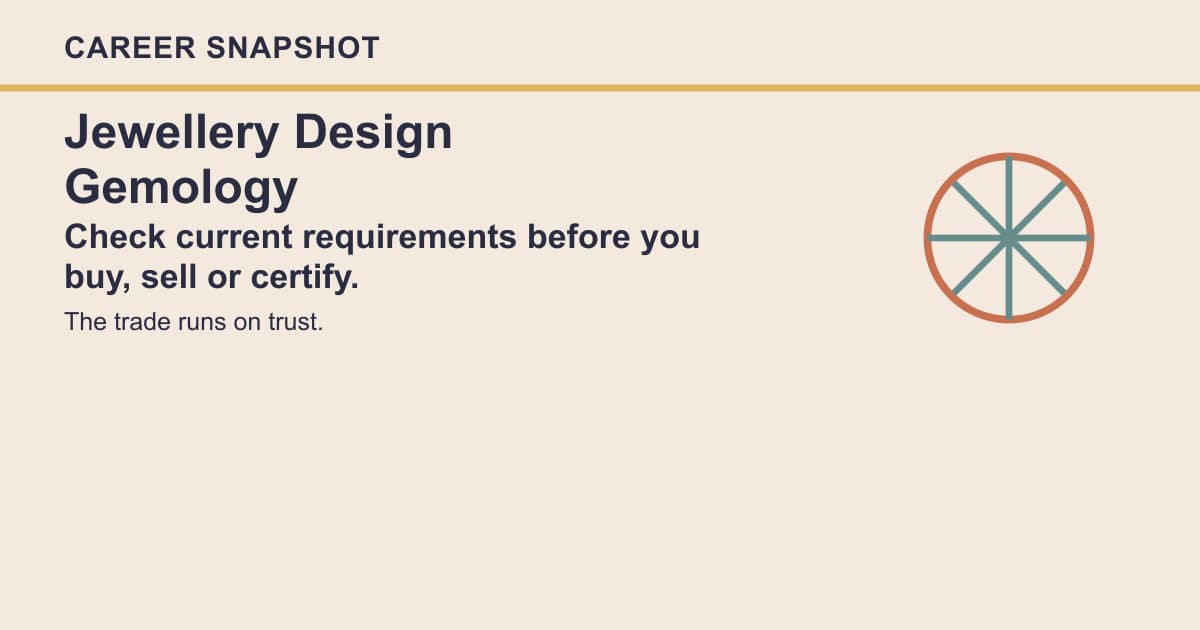 CAREER SNAPSHOT
Jewellery Design
Gemology
Check current requirements before you
buy, sell or certify.
The trade runs on trust.